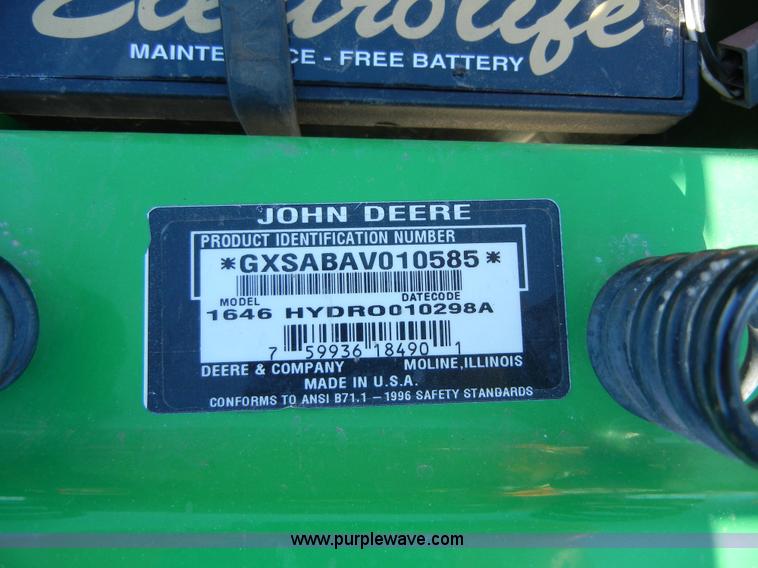 Electrolife
MAINTE CE - FREE BATTERY
JOHN DEERE
PRODUCT IDENTIFICATION NUMBER
*GXSABAV010585*
MODEL DATECODE
1646 HYDRO010298A
7 59936 18490 1
DEERE & COMPANY MOLINE, ILLINOIS
MADE IN U.S.A.
CONFORMS TO ANSI B71.1 – 1996 SAFETY STANDARDS
www.purplewave.com